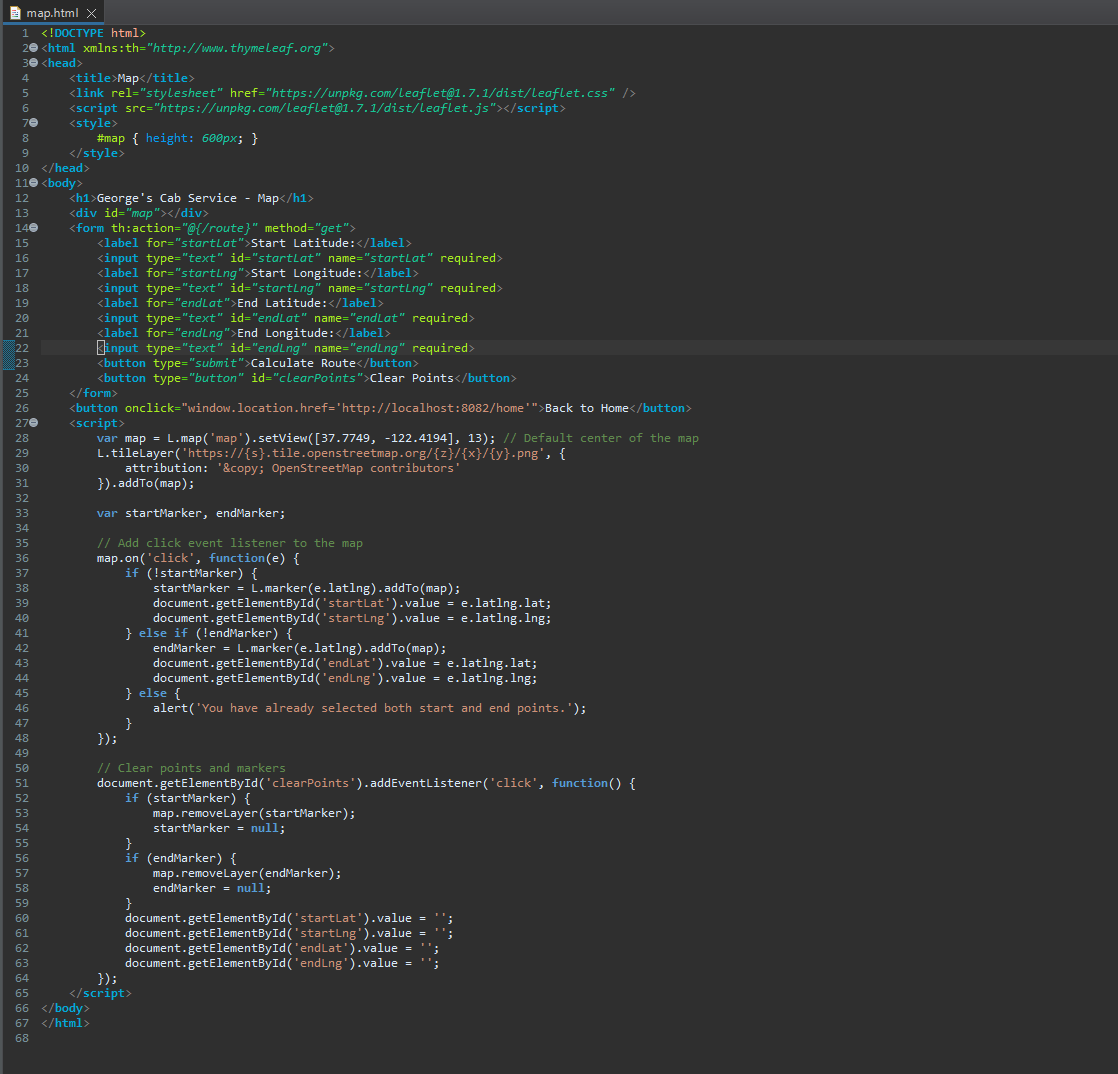 map.html
1 <!DOCTYPE html>
2 <html xmlns:th="http://www.thymeleaf.org">
3 <head>
4     <title>Map</title>
5     <link rel="stylesheet" href="https://unpkg.com/leaflet@1.7.1/dist/leaflet.css" />
6     <script src="https://unpkg.com/leaflet@1.7.1/dist/leaflet.js"></script>
7     <style>
8         #map { height: 600px; }
9     </style>
10 </head>
11 <body>
12     <h1>George's Cab Service - Map</h1>
13     <div id="map"></div>
14     <form th:action="@{/route}" method="get">
15         <label for="startLat">Start Latitude:</label>
16         <input type="text" id="startLat" name="startLat" required>
17         <label for="startLng">Start Longitude:</label>
18         <input type="text" id="startLng" name="startLng" required>
19         <label for="endLat">End Latitude:</label>
20         <input type="text" id="endLat" name="endLat" required>
21         <label for="endLng">End Longitude:</label>
22         <input type="text" id="endLng" name="endLng" required>
23         <button type="submit">Calculate Route</button>
24         <button type="button" id="clearPoints">Clear Points</button>
25     </form>
26     <button onclick="window.location.href='http://localhost:8082/home'">Back to Home</button>
27     <script>
28         var map = L.map('map').setView([37.7749, -122.4194], 13); // Default center of the map
29         L.tileLayer('https://{s}.tile.openstreetmap.org/{z}/{x}/{y}.png', {
30             attribution: '&copy; OpenStreetMap contributors'
31         }).addTo(map);
32
33         var startMarker, endMarker;
34
35         // Add click event listener to the map
36         map.on('click', function(e) {
37             if (!startMarker) {
38                 startMarker = L.marker(e.latlng).addTo(map);
39                 document.getElementById('startLat').value = e.latlng.lat;
40                 document.getElementById('startLng').value = e.latlng.lng;
41             } else if (!endMarker) {
42                 endMarker = L.marker(e.latlng).addTo(map);
43                 document.getElementById('endLat').value = e.latlng.lat;
44                 document.getElementById('endLng').value = e.latlng.lng;
45             } else {
46                 alert('You have already selected both start and end points.');
47             }
48         });
49
50         // Clear points and markers
51         document.getElementById('clearPoints').addEventListener('click', function() {
52             if (startMarker) {
53                 map.removeLayer(startMarker);
54                 startMarker = null;
55             }
56             if (endMarker) {
57                 map.removeLayer(endMarker);
58                 endMarker = null;
59             }
60             document.getElementById('startLat').value = '';
61             document.getElementById('startLng').value = '';
62             document.getElementById('endLat').value = '';
63             document.getElementById('endLng').value = '';
64         });
65     </script>
66 </body>
67 </html>
68